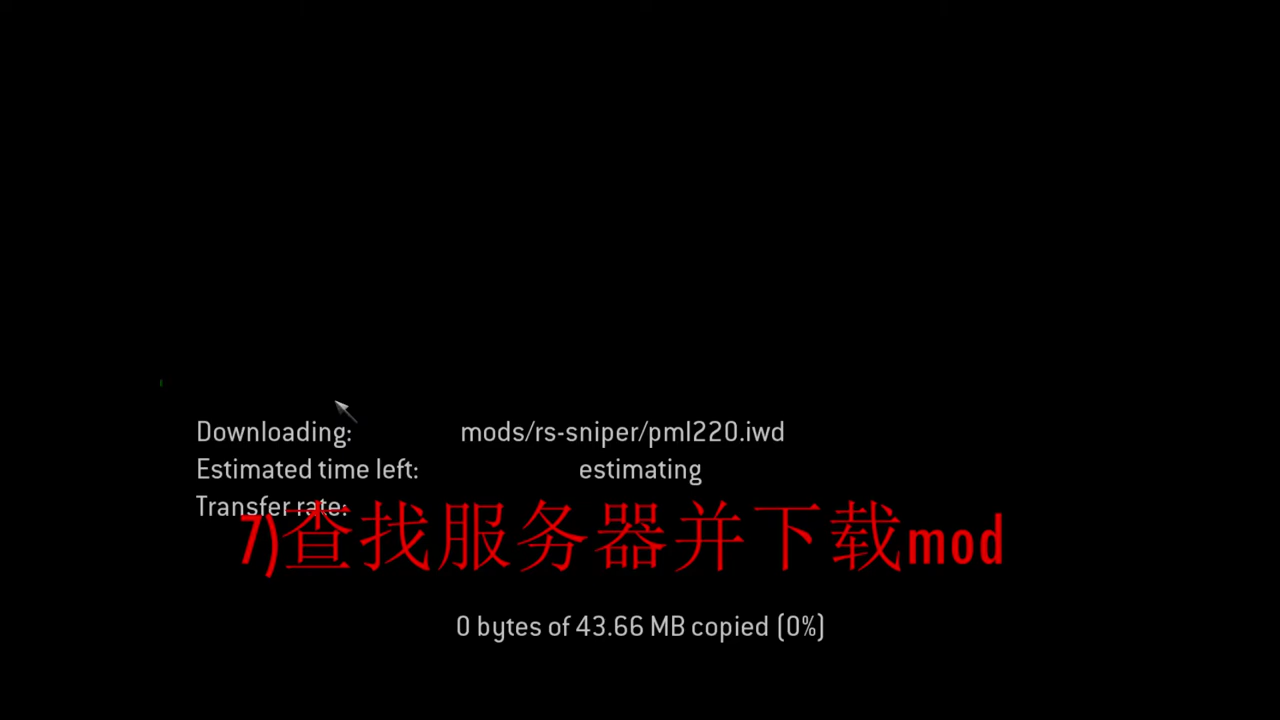 Downloading: mods/rs-sniper/pml220.iwd
Estimated time left: estimating
Transfer rate:
7)查找服务器并下载mod
0 bytes of 43.66 MB copied (0%)